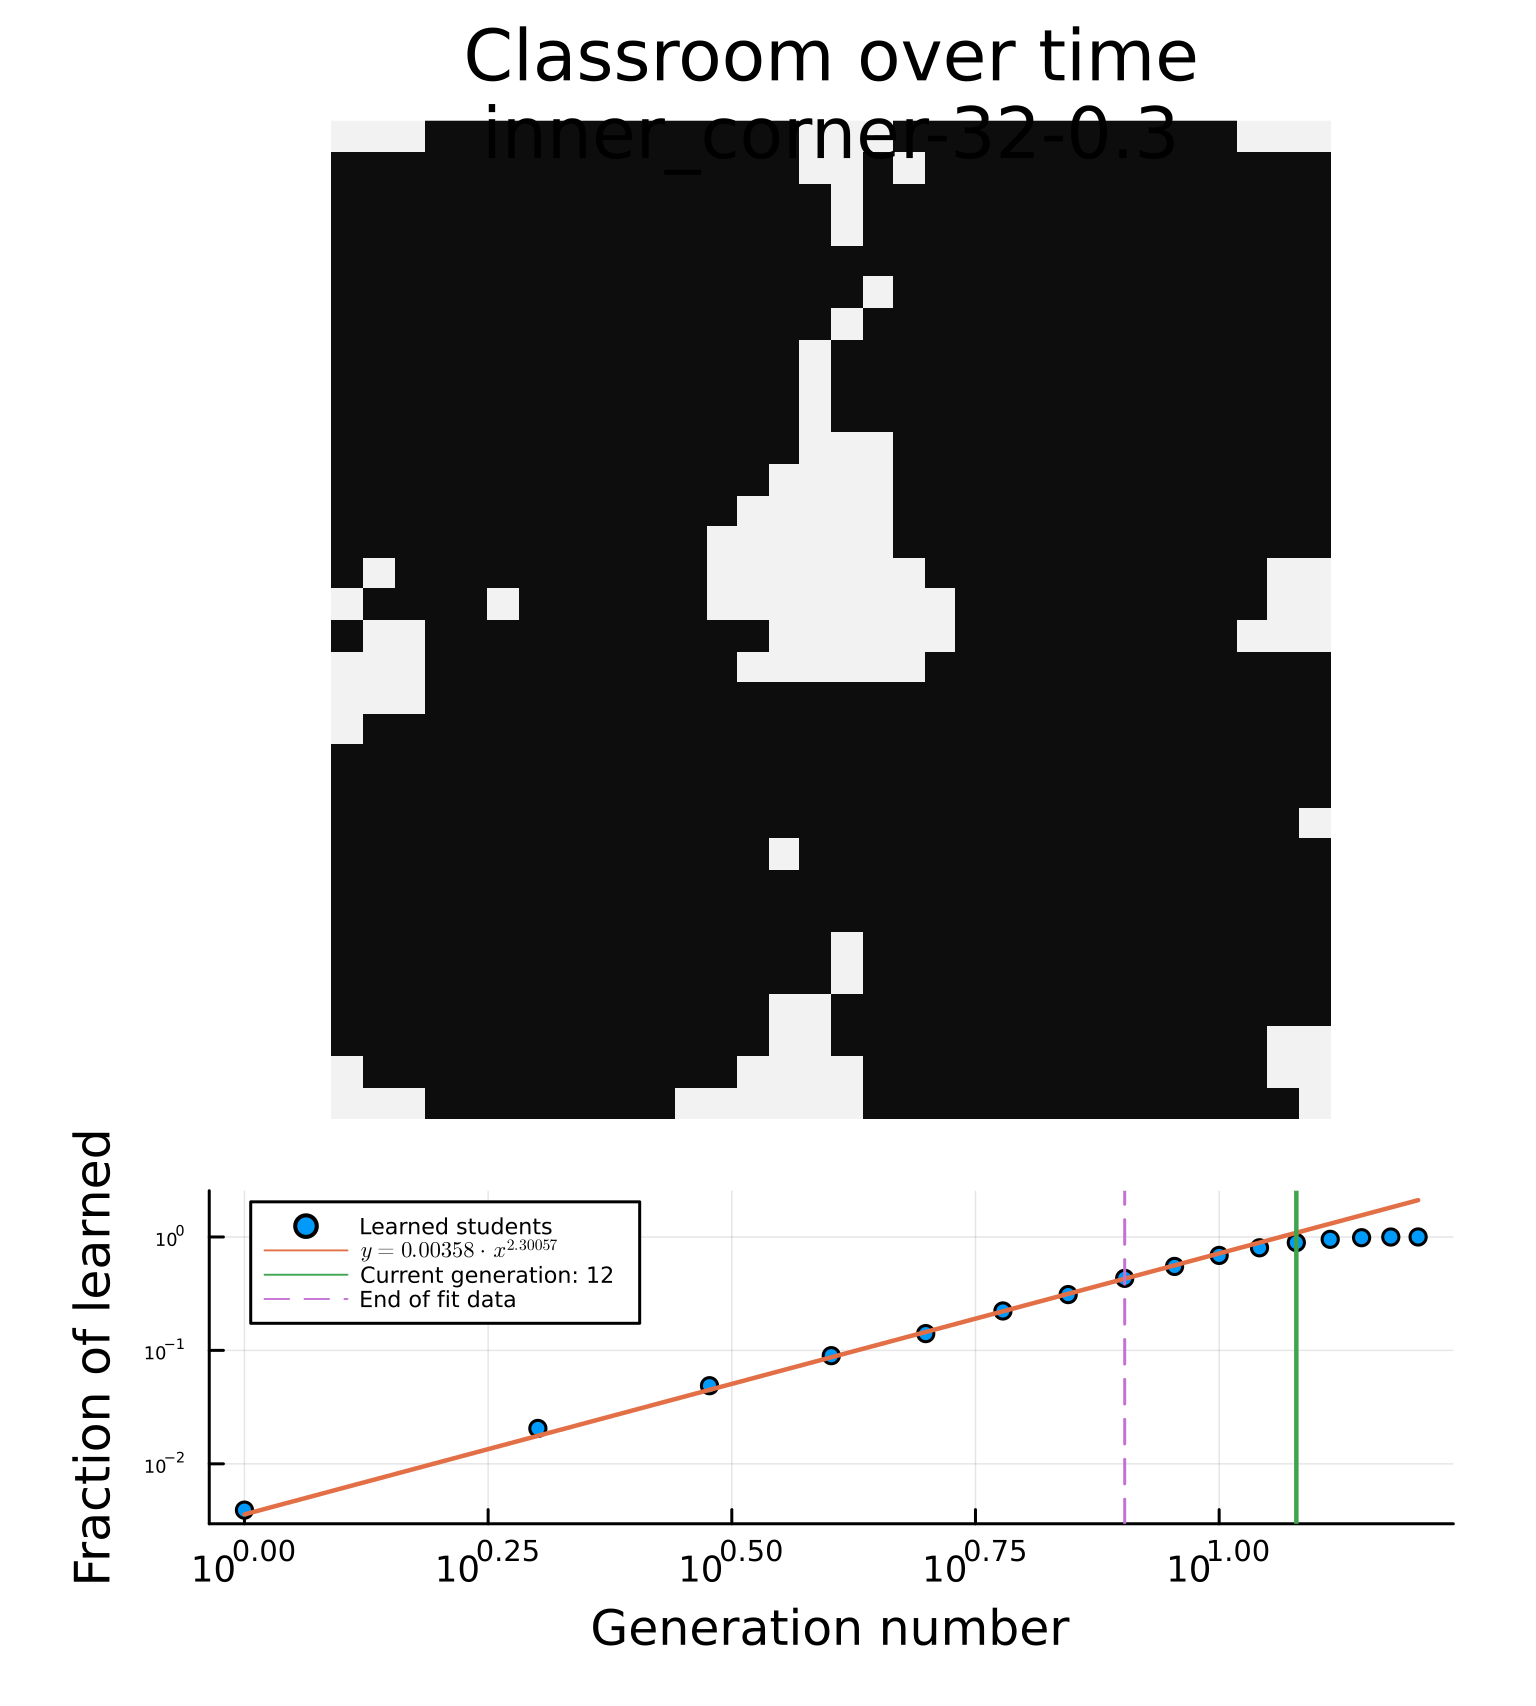 Classroom over time
inner_corner-32-0.3
Fraction of learned
10⁰
10⁻¹
10⁻²
Learned students
y = 0.00358 · x^2.30057
Current generation: 12
End of fit data
10^0.00 10^0.25 10^0.50 10^0.75 10^1.00
Generation number